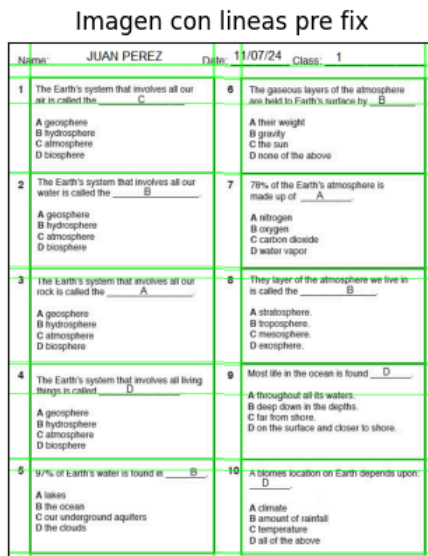 Imagen con lineas pre fix
Name: JUAN PEREZ Date: 11/07/24 Class: 1
1 The Earth's system that involves all our
air is called the C
A geosphere
B hydrosphere
C atmosphere
D biosphere
2 The Earth's system that involves all our
water is called the B.
A geosphere
B hydrosphere
C atmosphere
D biosphere
3 The Earth's system that involves all our
rock is called the A
A geosphere
B hydrosphere
C atmosphere
D biosphere
4 The Earth's system that involves all living
things is called D
A geosphere
B hydrosphere
C atmosphere
D biosphere
5 97% of Earth's water is found in B.
A lakes
B the ocean
C our underground aquifers
D the clouds
6 The gaseous layers of the atmosphere
are held to Earth's surface by B
A their weight
B gravity
C the sun
D none of the above
7 78% of the Earth's atmosphere is
made up of A.
A nitrogen
B oxygen
C carbon dioxide
D water vapor
8 They layer of the atmosphere we live in
is called the B.
A stratosphere.
B troposphere.
C mesosphere.
D exosphere.
9 Most life in the ocean is found D.
A throughout all its waters.
B deep down in the depths.
C far from shore.
D on the surface and closer to shore.
10 A biomes location on Earth depends upon:
D.
A climate
B amount of rainfall
C temperature
D all of the above